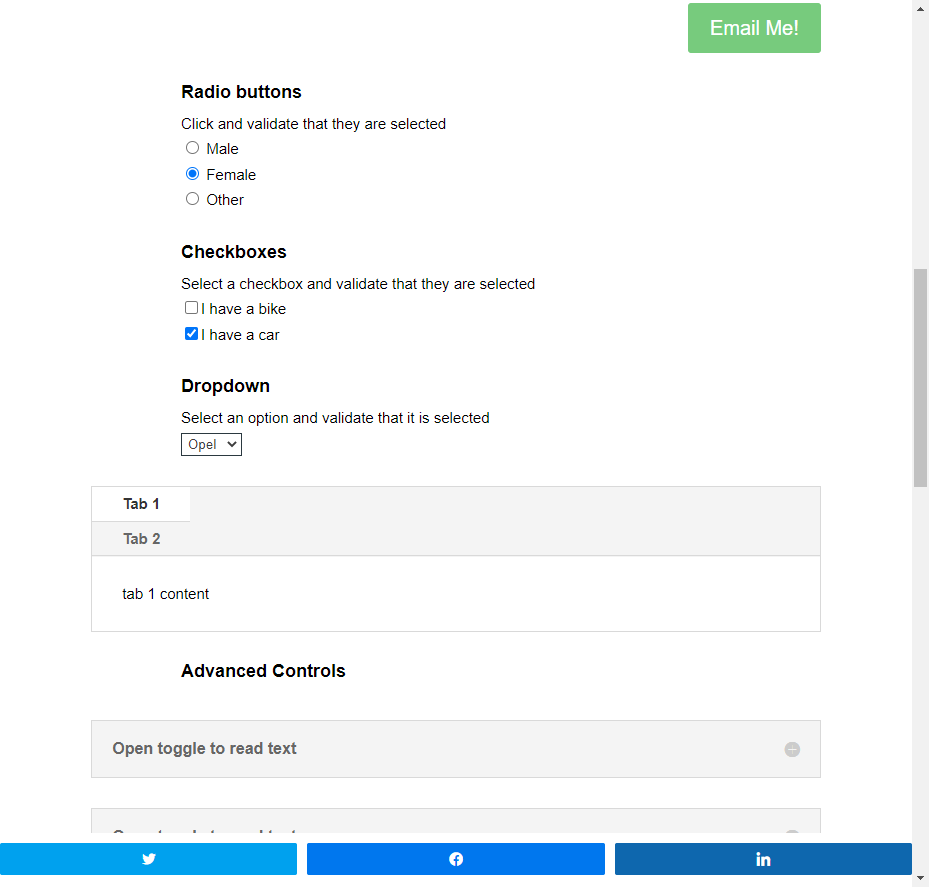 Email Me!
Radio buttons
Click and validate that they are selected
Male
Female
Other
Checkboxes
Select a checkbox and validate that they are selected
I have a bike
I have a car
Dropdown
Select an option and validate that it is selected
Opel
Tab 1
Tab 2
tab 1 content
Advanced Controls
Open toggle to read text